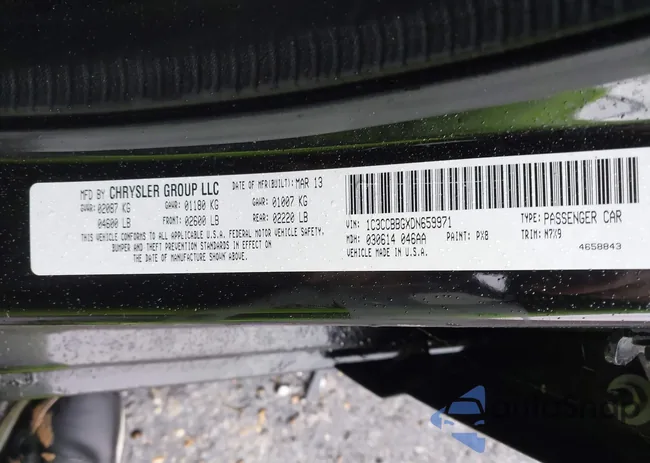 MFD BY CHRYSLER GROUP LLC DATE OF MFR(BUILT): MAR 13
GVWR: 02087 KG GAWR: 01180 KG GAWR: 01007 KG
04600 LB FRONT: 02600 LB REAR: 02220 LB
THIS VEHICLE CONFORMS TO ALL APPLICABLE U.S.A. FEDERAL MOTOR VEHICLE SAFETY,
BUMPER AND THEFT PREVENTION STANDARDS IN EFFECT ON
THE DATE OF MANUFACTURE SHOWN ABOVE.
VIN: 1C3CCBBGXDN659971 TYPE: PASSENGER CAR
MDH: 030614 046AA PAINT: PX8 TRIM: M7X9
VEHICLE MADE IN U.S.A. 4658843
AutoSnap